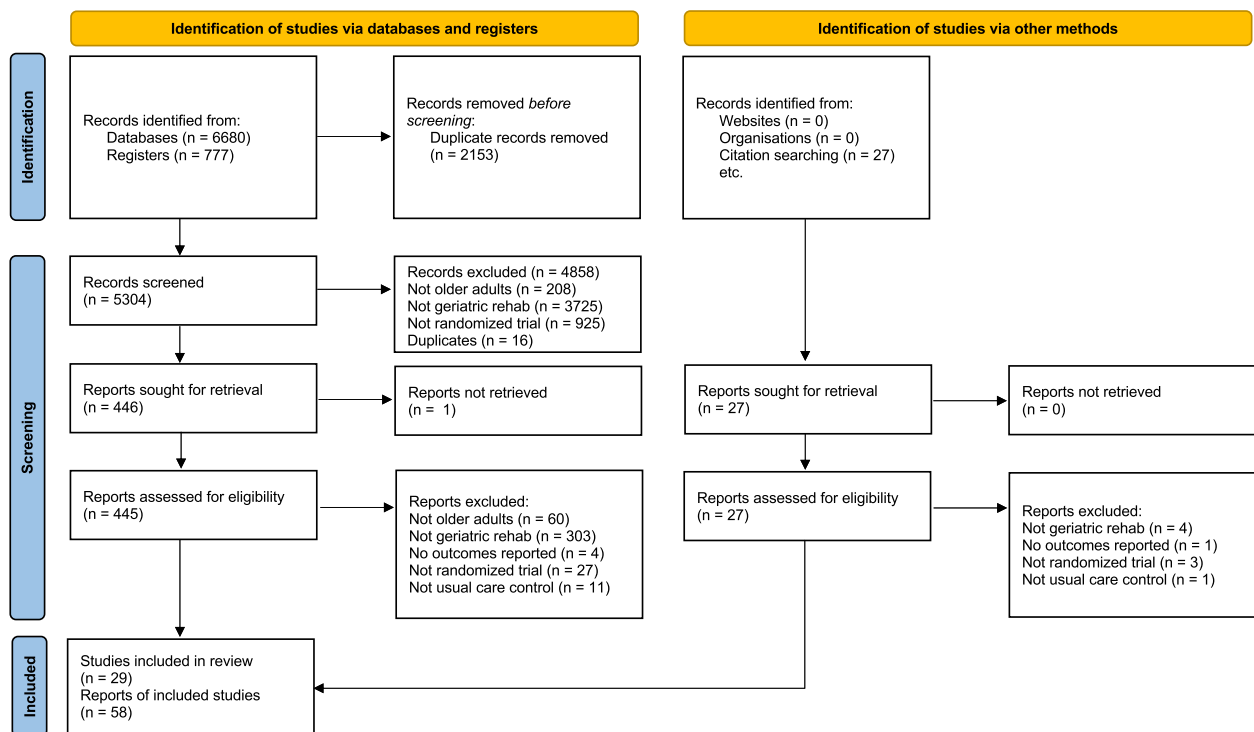 Identification of studies via databases and registers
Identification of studies via other methods
Identification
Records identified from:
Databases (n = 6680)
Registers (n = 777)
Records removed before
screening:
Duplicate records removed
(n = 2153)
Records identified from:
Websites (n = 0)
Organisations (n = 0)
Citation searching (n = 27)
etc.
Screening
Records screened
(n = 5304)
Records excluded (n = 4858)
Not older adults (n = 208)
Not geriatric rehab (n = 3725)
Not randomized trial (n = 925)
Duplicates (n = 16)
Reports sought for retrieval
(n = 446)
Reports not retrieved
(n = 1)
Reports sought for retrieval
(n = 27)
Reports not retrieved
(n = 0)
Reports assessed for eligibility
(n = 445)
Reports excluded:
Not older adults (n = 60)
Not geriatric rehab (n = 303)
No outcomes reported (n = 4)
Not randomized trial (n = 27)
Not usual care control (n = 11)
Reports assessed for eligibility
(n = 27)
Reports excluded:
Not geriatric rehab (n = 4)
No outcomes reported (n = 1)
Not randomized trial (n = 3)
Not usual care control (n = 1)
Included
Studies included in review
(n = 29)
Reports of included studies
(n = 58)